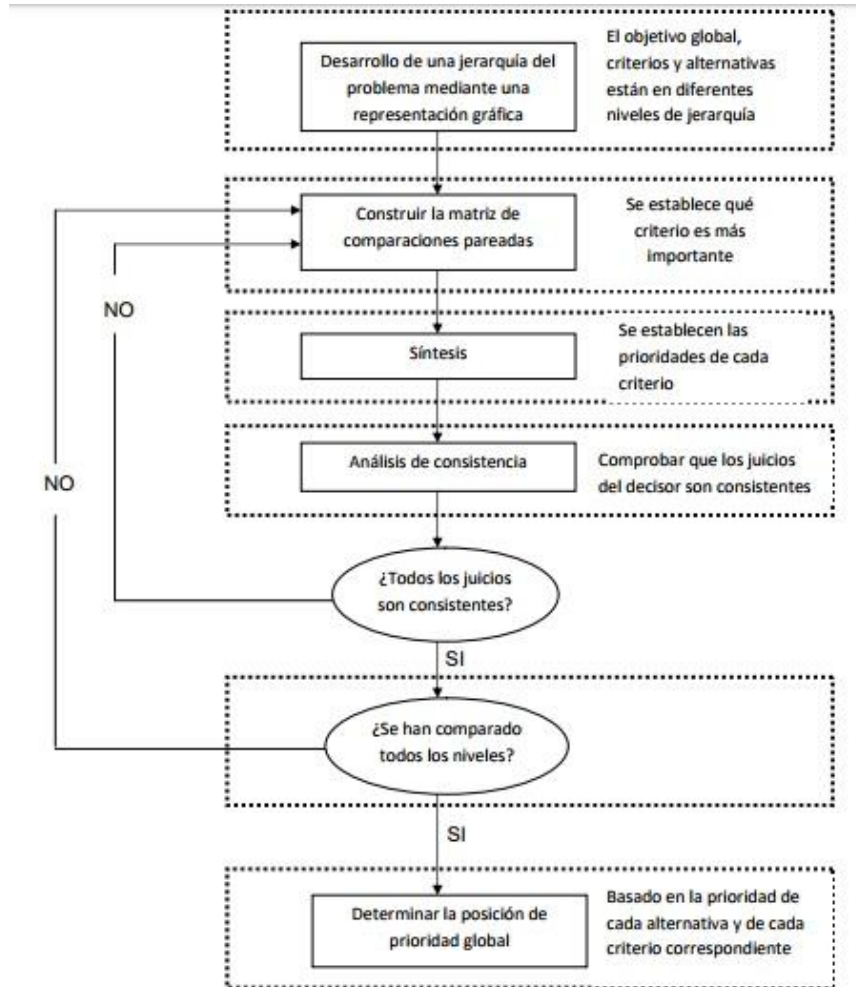 Desarrollo de una jerarquía del
problema mediante una
representación gráfica
El objetivo global,
criterios y alternativas
están en diferentes
niveles de jerarquía
Construir la matriz de
comparaciones pareadas
Se establece qué
criterio es más
importante
NO
Síntesis
Se establecen las
prioridades de cada
criterio
Análisis de consistencia
Comprobar que los juicios
del decisor son consistentes
NO
¿Todos los juicios
son consistentes?
SI
¿Se han comparado
todos los niveles?
SI
Determinar la posición de
prioridad global
Basado en la prioridad de
cada alternativa y de cada
criterio correspondiente